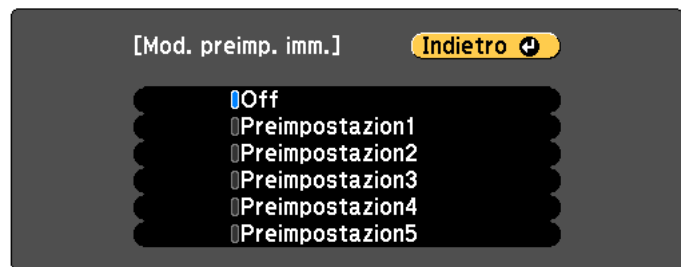 [Mod. preimp. imm.] Indietro
Off
Preimpostazion1
Preimpostazion2
Preimpostazion3
Preimpostazion4
Preimpostazion5